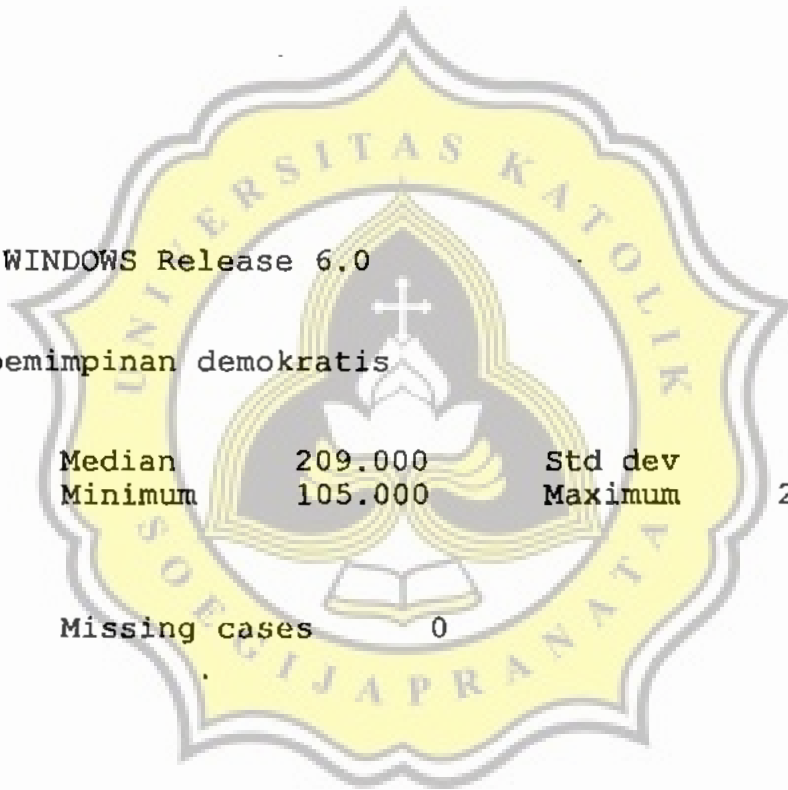 UNIVERSITAS KATOLIK
WINDOWS Release 6.0
pemimpinan demokratis
Median 209.000 Std dev
Minimum 105.000 Maximum 2
Missing cases 0
SOEGIJAPRANATA